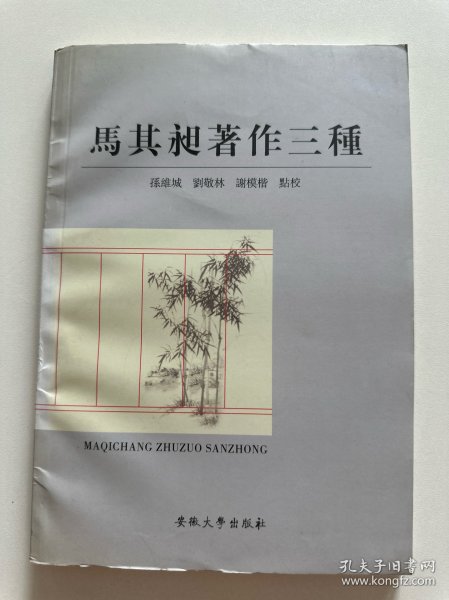 馬其昶著作三種
孫維城 劉敬林 謝模楷 點校
MAQICHANG ZHUZUO SANZHONG
安徽大學出版社
孔夫子旧书网
www.kongfz.com